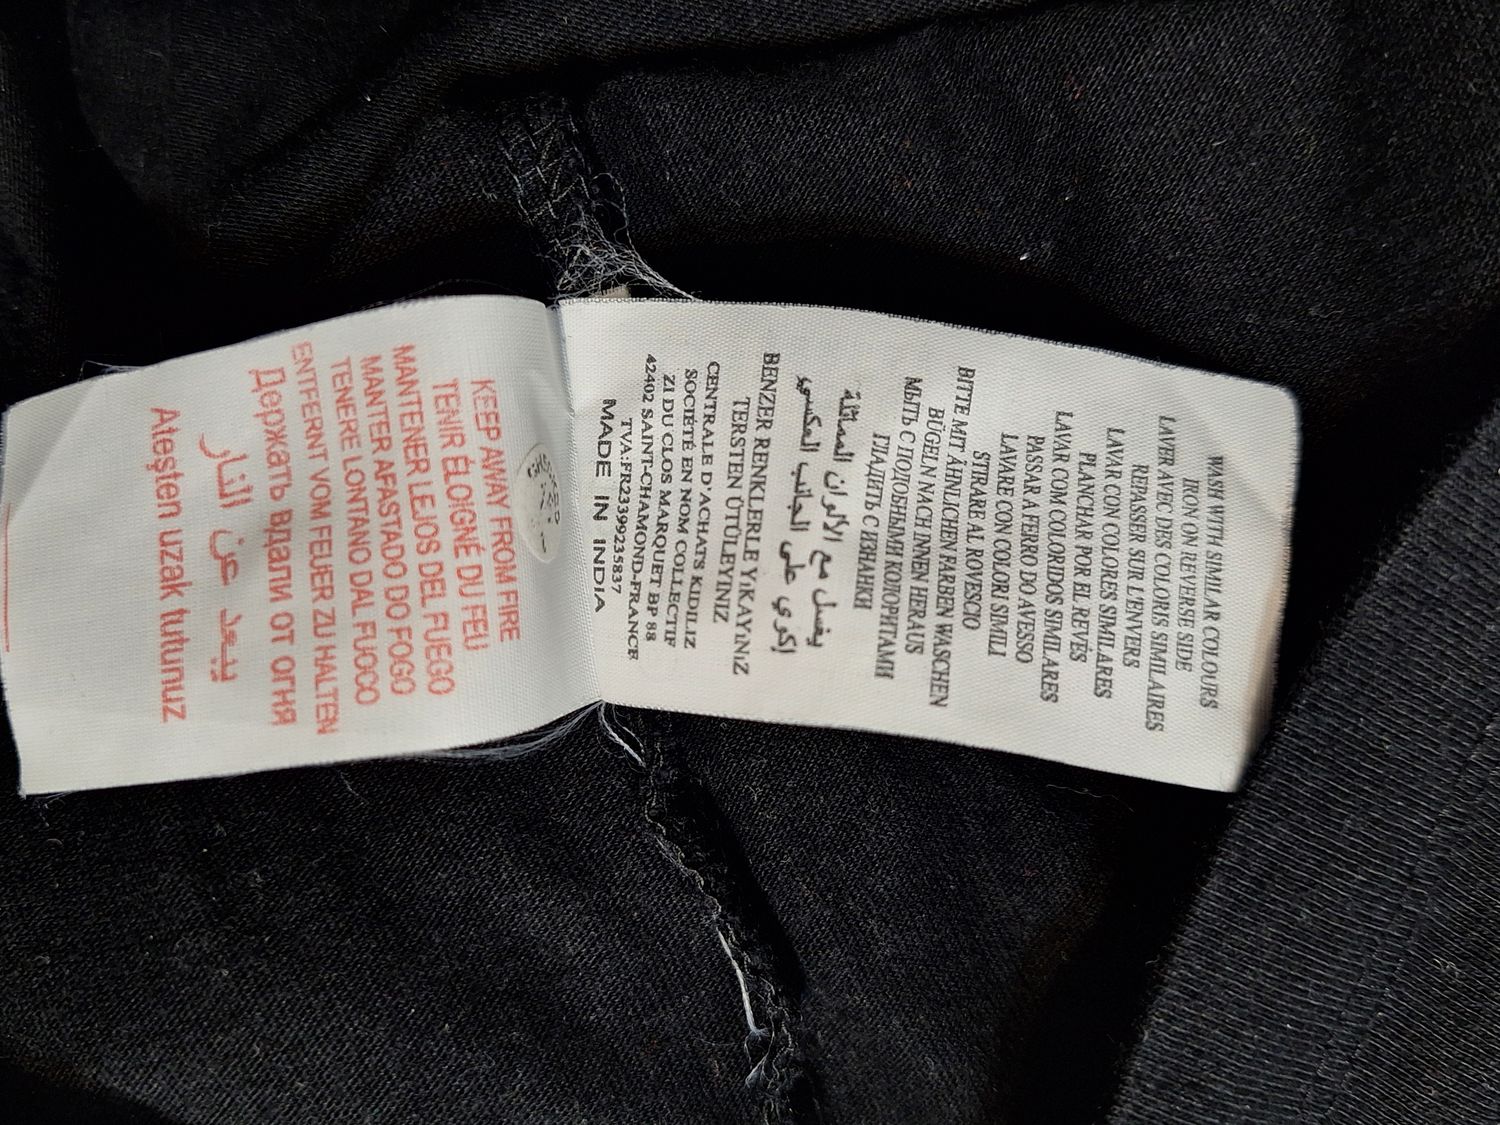 WASH WITH SIMILAR COLOURS
IRON ON REVERSE SIDE
LAVER AVEC DES COLORIS SIMILAIRES
REPASSER SUR L'ENVERS
LAVAR CON COLORES SIMILARES
PLANCHAR POR EL REVÉS
LAVAR COM COLORIDOS SIMILARES
PASSAR A FERRO DO AVESSO
LAVARE CON COLORI SIMILI
STIRARE AL ROVESCIO
BITTE MIT ÄHNLICHEN FARBEN WASCHEN
BÜGELN NACH INNEN HERAUS
МЫТЬ С ПОДОБНЫМИ КОЛОРИТАМИ
ГЛАДИТЬ С ИЗНАНКИ
يغسل مع الألوان المماثلة
إكوي على الجانب العكسي
BENZER RENKLERLE YiKAYıNıZ
TERSTEN ÜTÜLEYINIZ
CENTRALE D'ACHATS KIDILIZ
SOCIÉTÉ EN NOM COLLECTIF
ZI DU CLOS MARQUET BP 88
42402 SAINT-CHAMOND-FRANCE
TVA:FR23399235837
MADE IN INDIA
KEEP AWAY FROM FIRE
TENIR ÉLOIGNÉ DU FEU
MANTENER LEJOS DEL FUEGO
MANTER AFASTADO DO FOGO
TENERE LONTANO DAL FUOCO
ENTFERNT VOM FEUER ZU HALTEN
Держать вдали от огня
يبعد عن النار
Ateşten uzak tutunuz